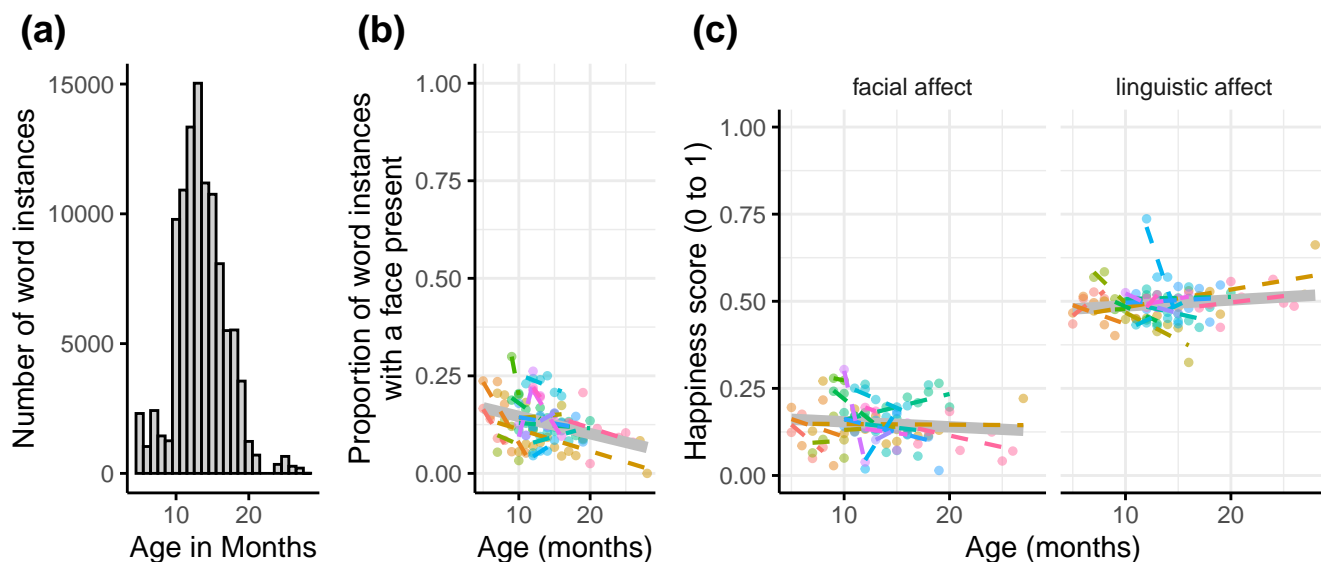 (a)
Number of word instances
15000
10000
5000
0
10
20
Age in Months
(b)
Proportion of word instances
with a face present
1.00
0.75
0.50
0.25
0.00
10
20
Age (months)
(c)
facial affect
linguistic affect
Happiness score (0 to 1)
1.00
0.75
0.50
0.25
0.00
10
20
10
20
Age (months)